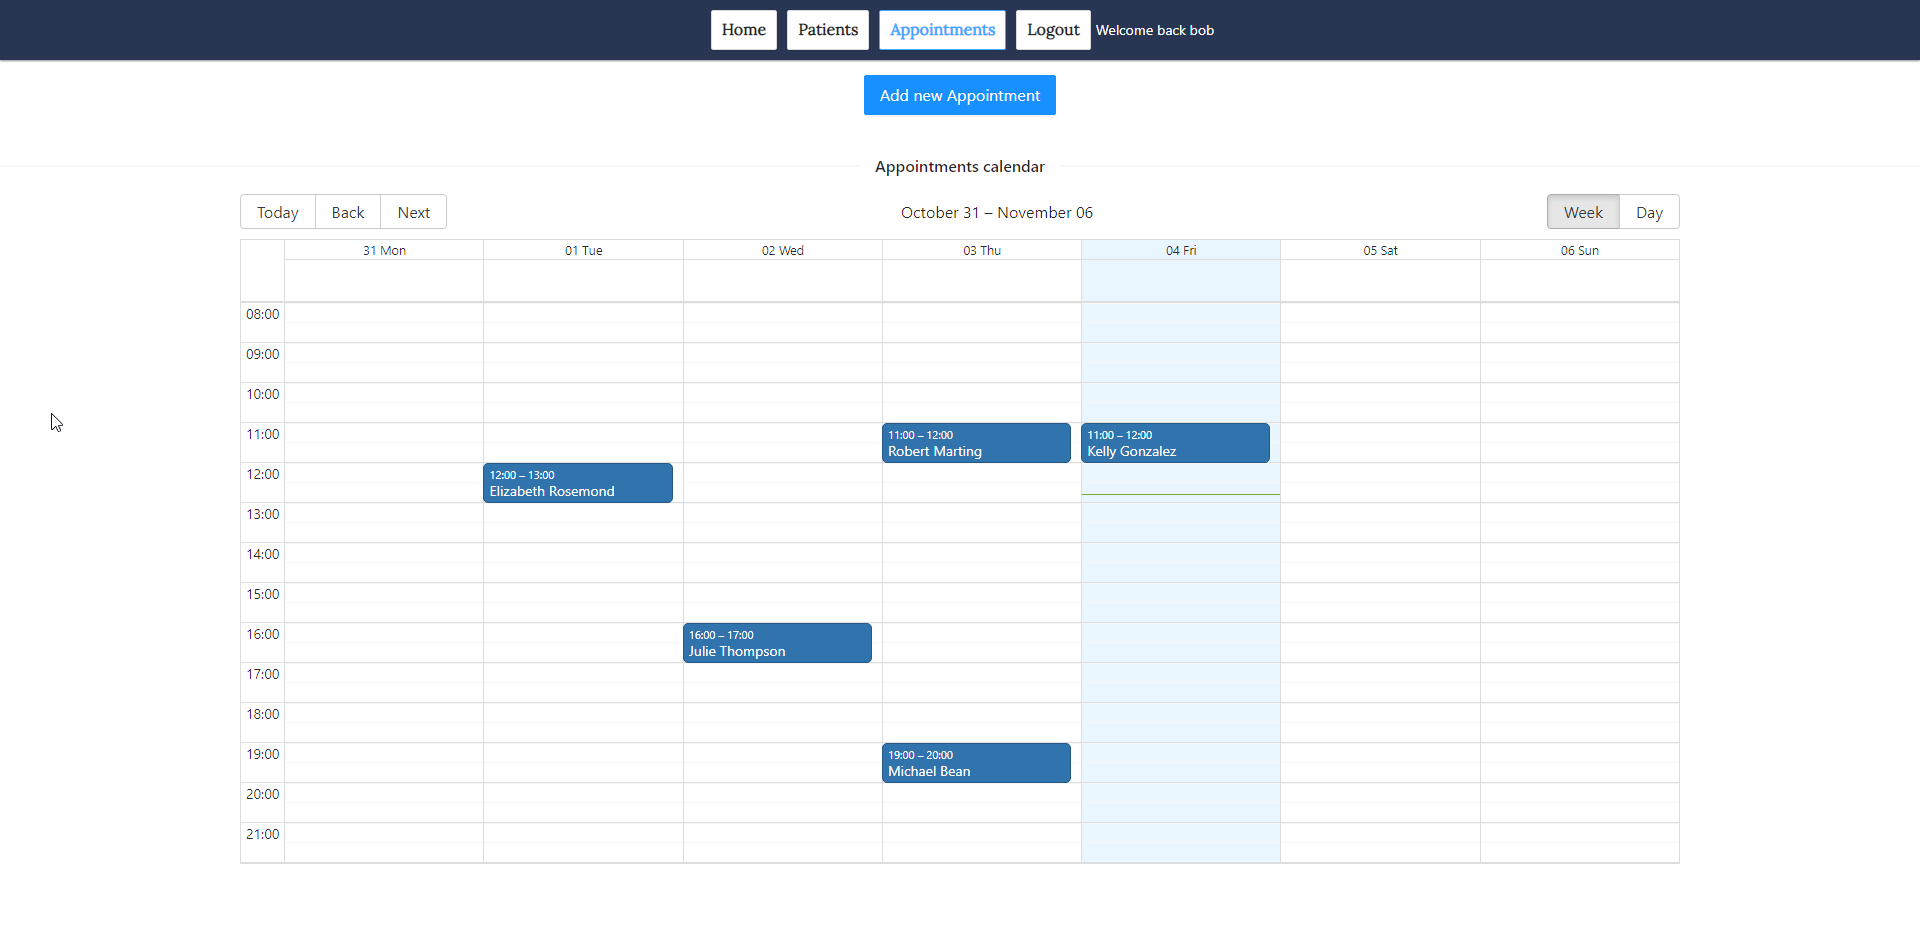 Home Patients Appointments Logout Welcome back bob
Add new Appointment
Appointments calendar
Today Back Next October 31 – November 06 Week Day
31 Mon 01 Tue 02 Wed 03 Thu 04 Fri 05 Sat 06 Sun
08:00
09:00
10:00
11:00 11:00 – 12:00 11:00 – 12:00
Robert Marting Kelly Gonzalez
12:00 12:00 – 13:00
Elizabeth Rosemond
13:00
14:00
15:00
16:00 16:00 – 17:00
Julie Thompson
17:00
18:00
19:00 19:00 – 20:00
Michael Bean
20:00
21:00